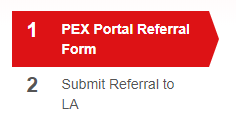 1 PEX Portal Referral
Form
2 Submit Referral to
LA